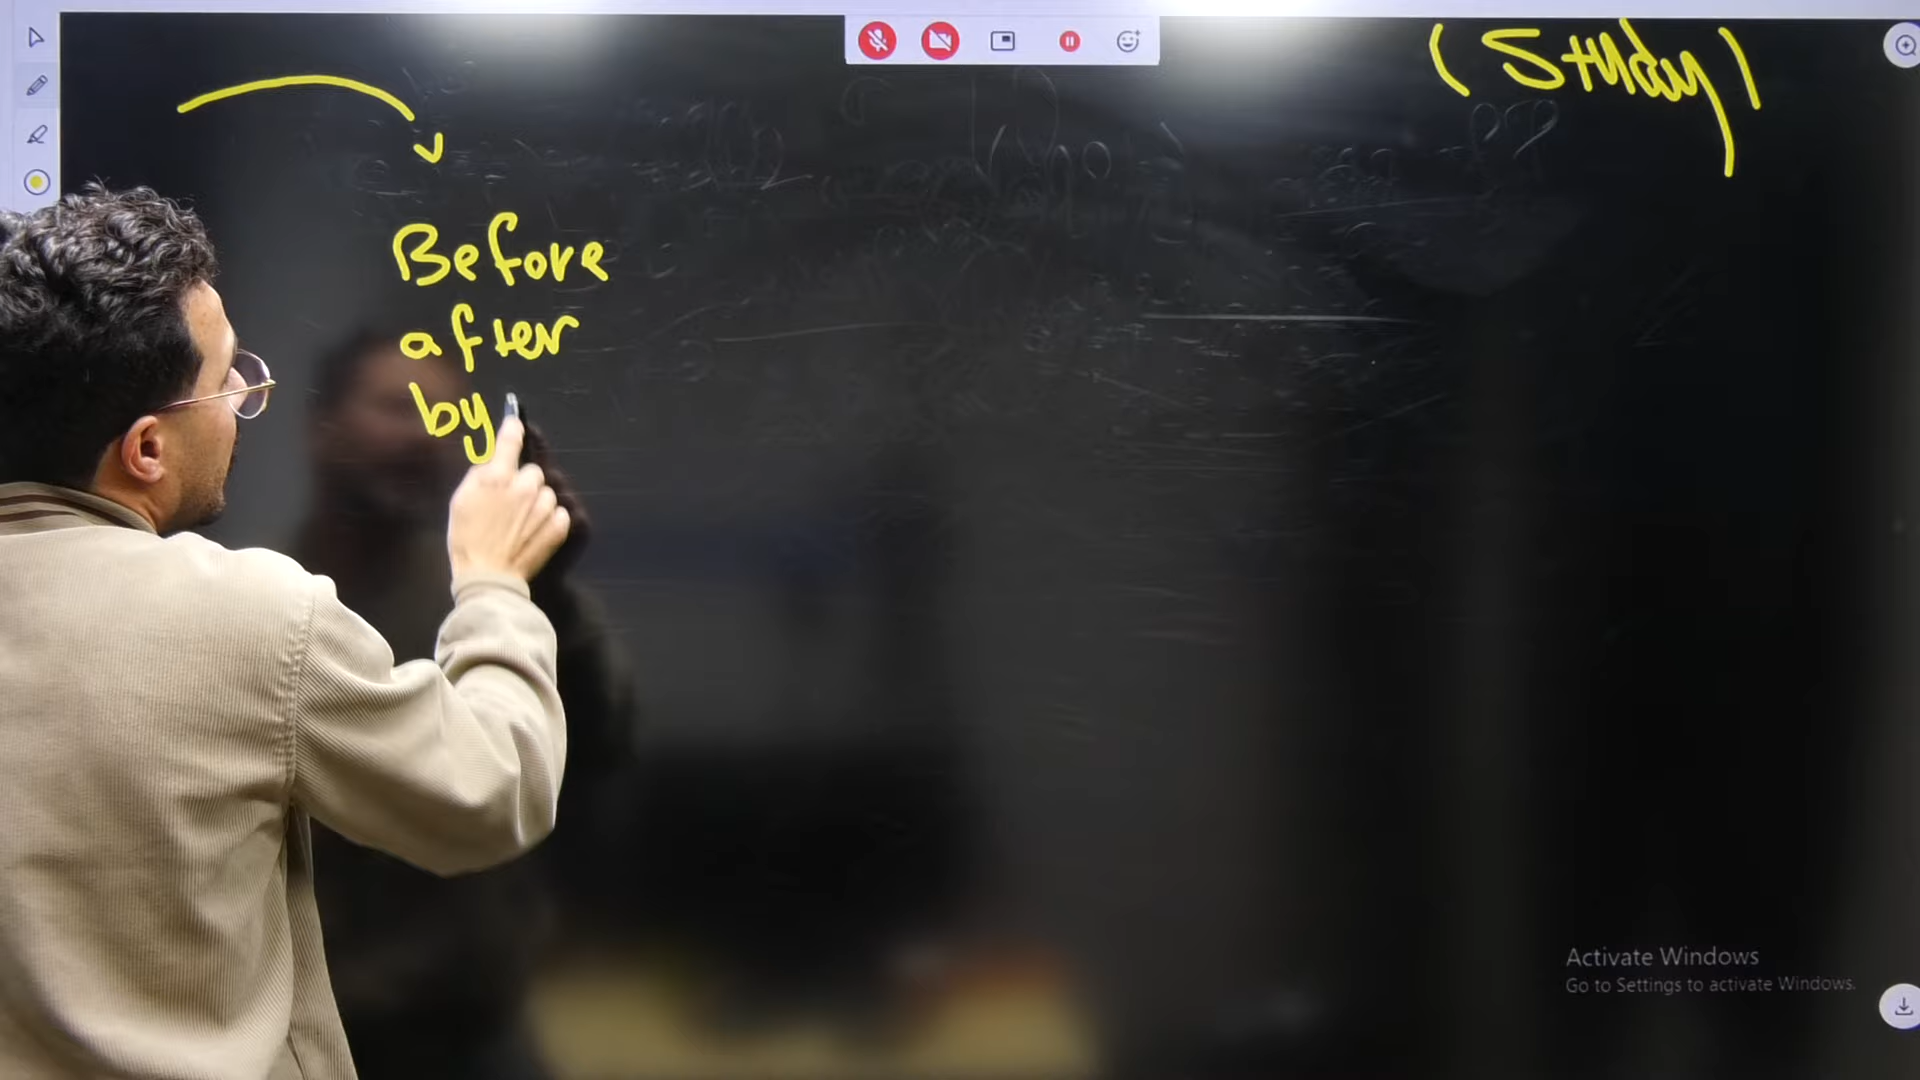 (Study)
Before
after
by
Activate Windows
Go to Settings to activate Windows.